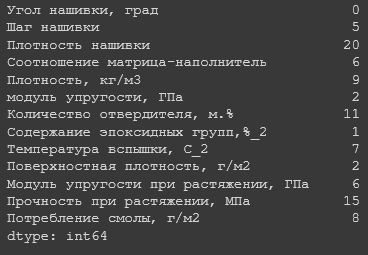 Угол нашивки, град 0
Шаг нашивки 5
Плотность нашивки 20
Соотношение матрица-наполнитель 6
Плотность, кг/м3 9
модуль упругости, ГПа 2
Количество отвердителя, м.% 11
Содержание эпоксидных групп,%_2 1
Температура вспышки, С_2 7
Поверхностная плотность, г/м2 2
Модуль упругости при растяжении, ГПа 6
Прочность при растяжении, МПа 15
Потребление смолы, г/м2 8
dtype: int64